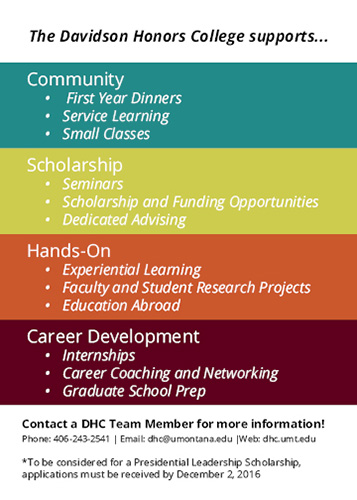 The Davidson Honors College supports...
Community
• First Year Dinners
• Service Learning
• Small Classes
Scholarship
• Seminars
• Scholarship and Funding Opportunities
• Dedicated Advising
Hands-On
• Experiential Learning
• Faculty and Student Research Projects
• Education Abroad
Career Development
• Internships
• Career Coaching and Networking
• Graduate School Prep
Contact a DHC Team Member for more information!
Phone: 406-243-2541 | Email: dhc@umontana.edu |Web: dhc.umt.edu
*To be considered for a Presidential Leadership Scholarship,
applications must be received by December 2, 2016